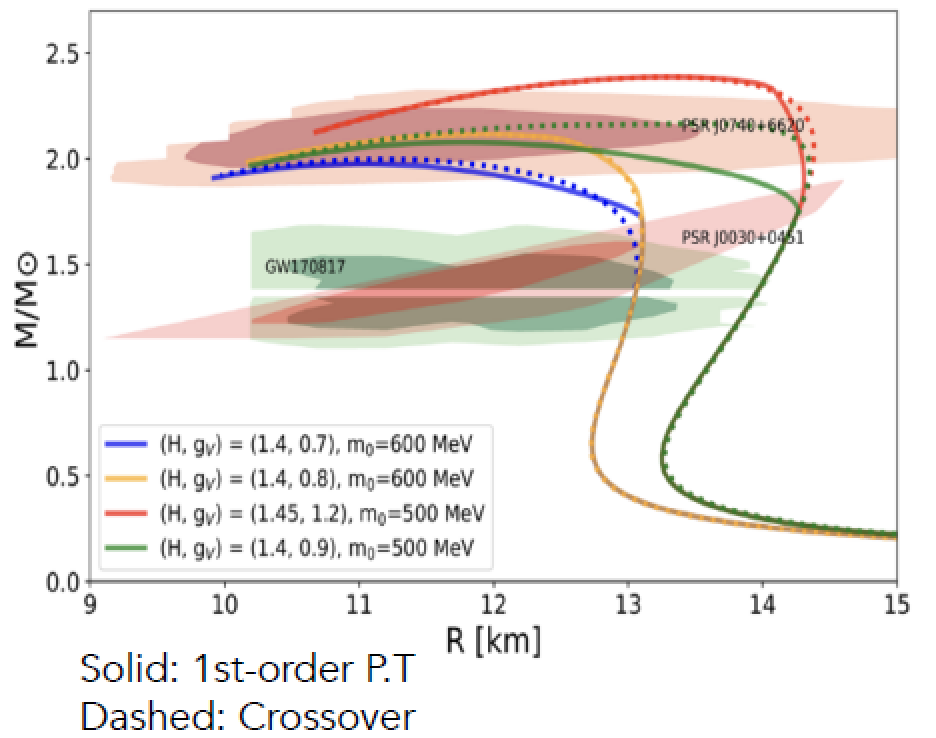 2.5
2.0
1.5
1.0
0.5
0.0
M/M⊙
PSR J0740+6620
PSR J0030+0451
GW170817
(H, gV) = (1.4, 0.7), m0=600 MeV
(H, gV) = (1.4, 0.8), m0=600 MeV
(H, gV) = (1.45, 1.2), m0=500 MeV
(H, gV) = (1.4, 0.9), m0=500 MeV
9 10 11 12 13 14 15
R [km]
Solid: 1st-order P.T
Dashed: Crossover